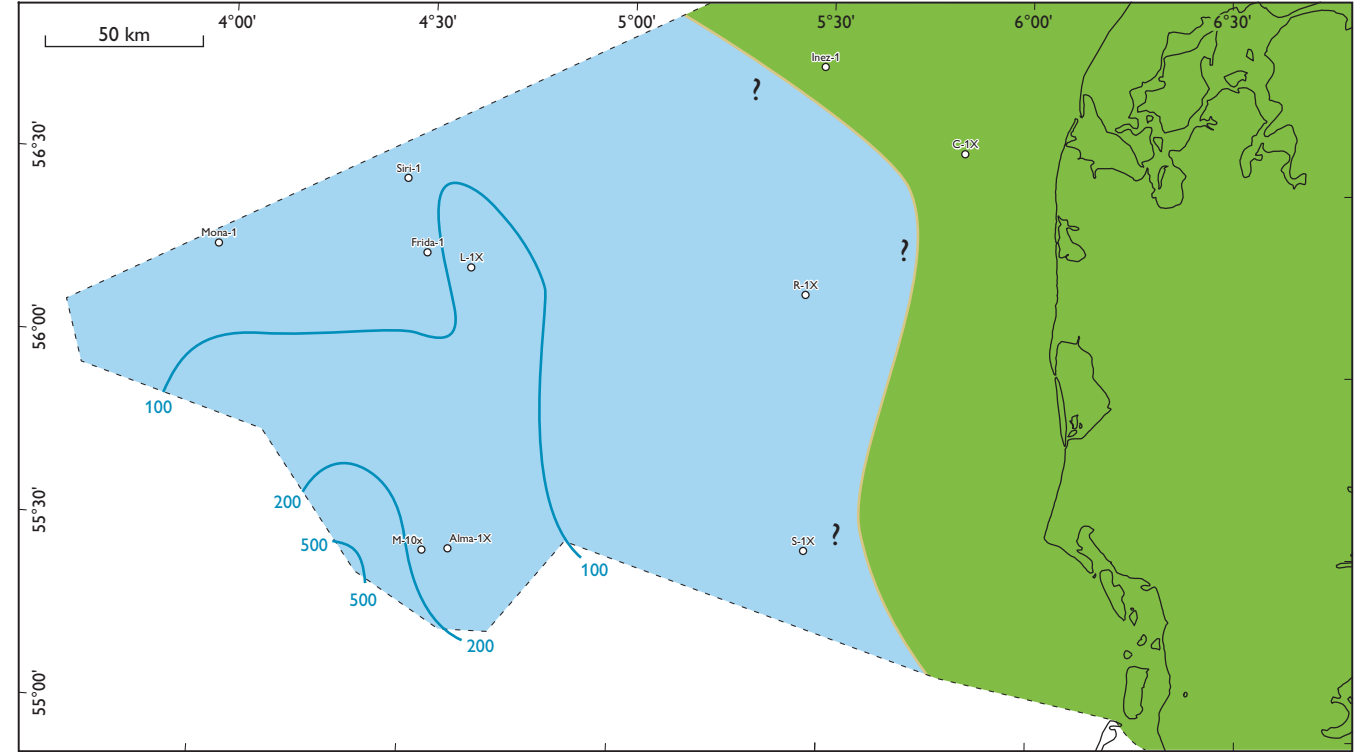 4°00'
4°30'
5°00'
5°30'
6°00'
6°30'
50 km
Inez-1
?
56°30'
C-1X
Siri-1
Mona-1
Frida-1
?
L-1X
R-1X
56°00'
100
200
55°30'
?
500
M-10x
Alma-1X
S-1X
100
500
200
55°00'